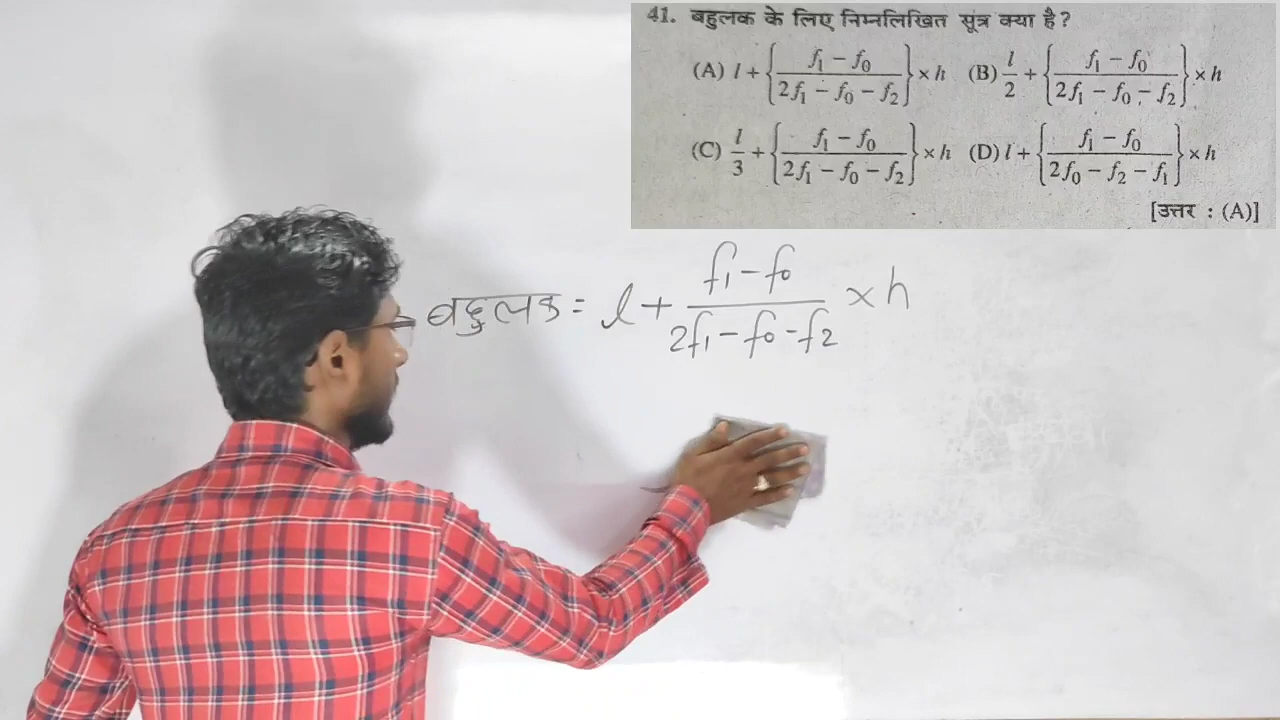 41. बहुलक के लिए निम्नलिखित सूत्र क्या है?
(A) l + {(f₁ − f₀)/(2f₁ − f₀ − f₂)} × h (B) l/2 + {(f₁ − f₀)/(2f₁ − f₀ − f₂)} × h
(C) l/3 + {(f₁ − f₀)/(2f₁ − f₀ − f₂)} × h (D) l + {(f₁ − f₀)/(2f₀ − f₂ − f₁)} × h
[उत्तर : (A)]
बहुलक = l + (f₁ − f₀)/(2f₁ − f₀ − f₂) × h